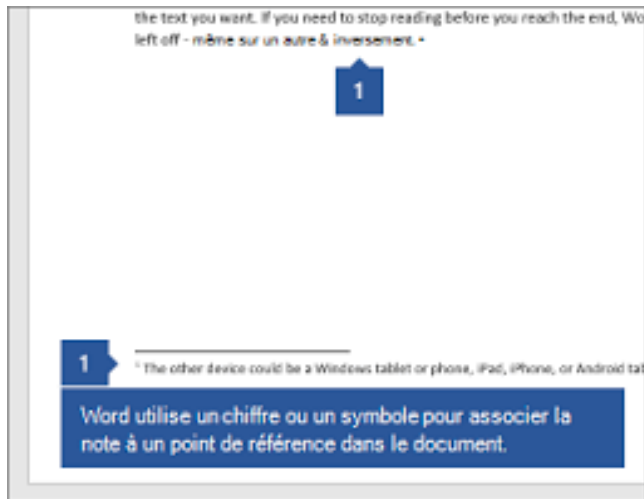 the text you want. If you need to stop reading before you reach the end, Wo
left off - même sur un autre & inversement.
1
1
¹ The other device could be a Windows tablet or phone, iPad, iPhone, or Android tab
Word utilise un chiffre ou un symbole pour associer la
note à un point de référence dans le document.